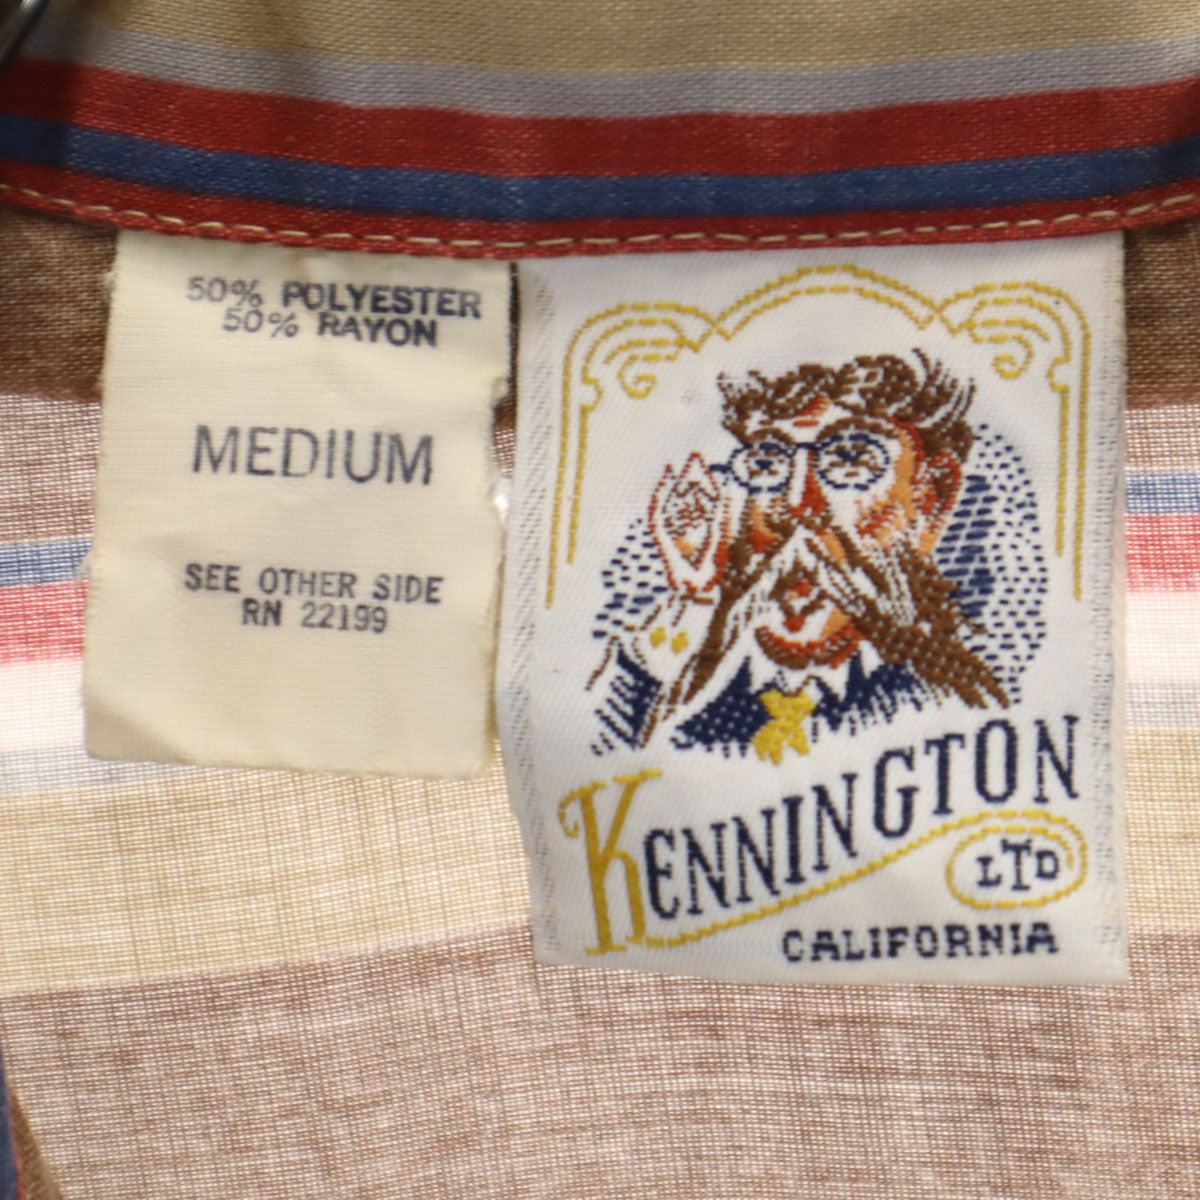 50% POLYESTER
50% RAYON
MEDIUM
SEE OTHER SIDE
RN 22199
KENNINGTON
LTD
CALIFORNIA